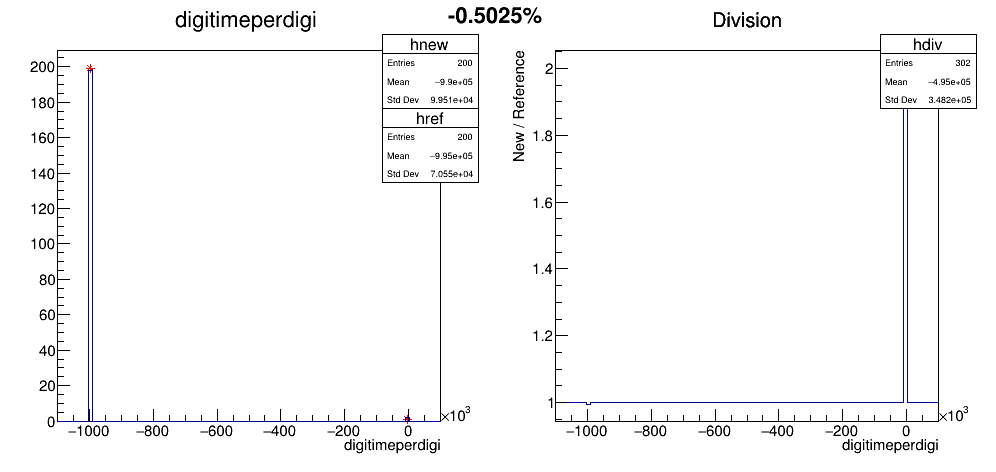 -0.5025%
digitimeperdigi
hnew
Entries 200
Mean −9.9e+05
Std Dev 9.951e+04
href
Entries 200
Mean −9.95e+05
Std Dev 7.055e+04
200
180
160
140
120
100
80
60
40
20
0
−1000 −800 −600 −400 −200 0
×10³
digitimeperdigi
Division
hdiv
Entries 302
Mean −4.95e+05
Std Dev 3.482e+05
New / Reference
2
1.8
1.6
1.4
1.2
1
−1000 −800 −600 −400 −200 0
×10³
digitimeperdigi